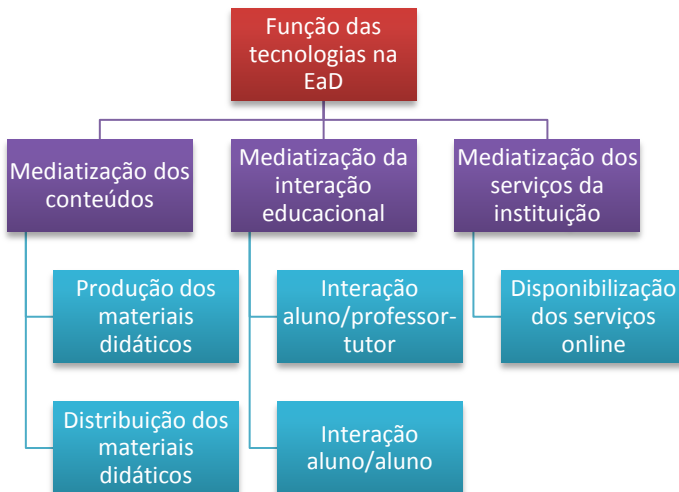 Função das
tecnologias na
EaD
Mediatização dos
conteúdos
Mediatização da
interação
educacional
Mediatização dos
serviços da
instituição
Produção dos
materiais
didáticos
Interação
aluno/professor-
tutor
Disponibilização
dos serviços
online
Distribuição dos
materiais
didáticos
Interação
aluno/aluno